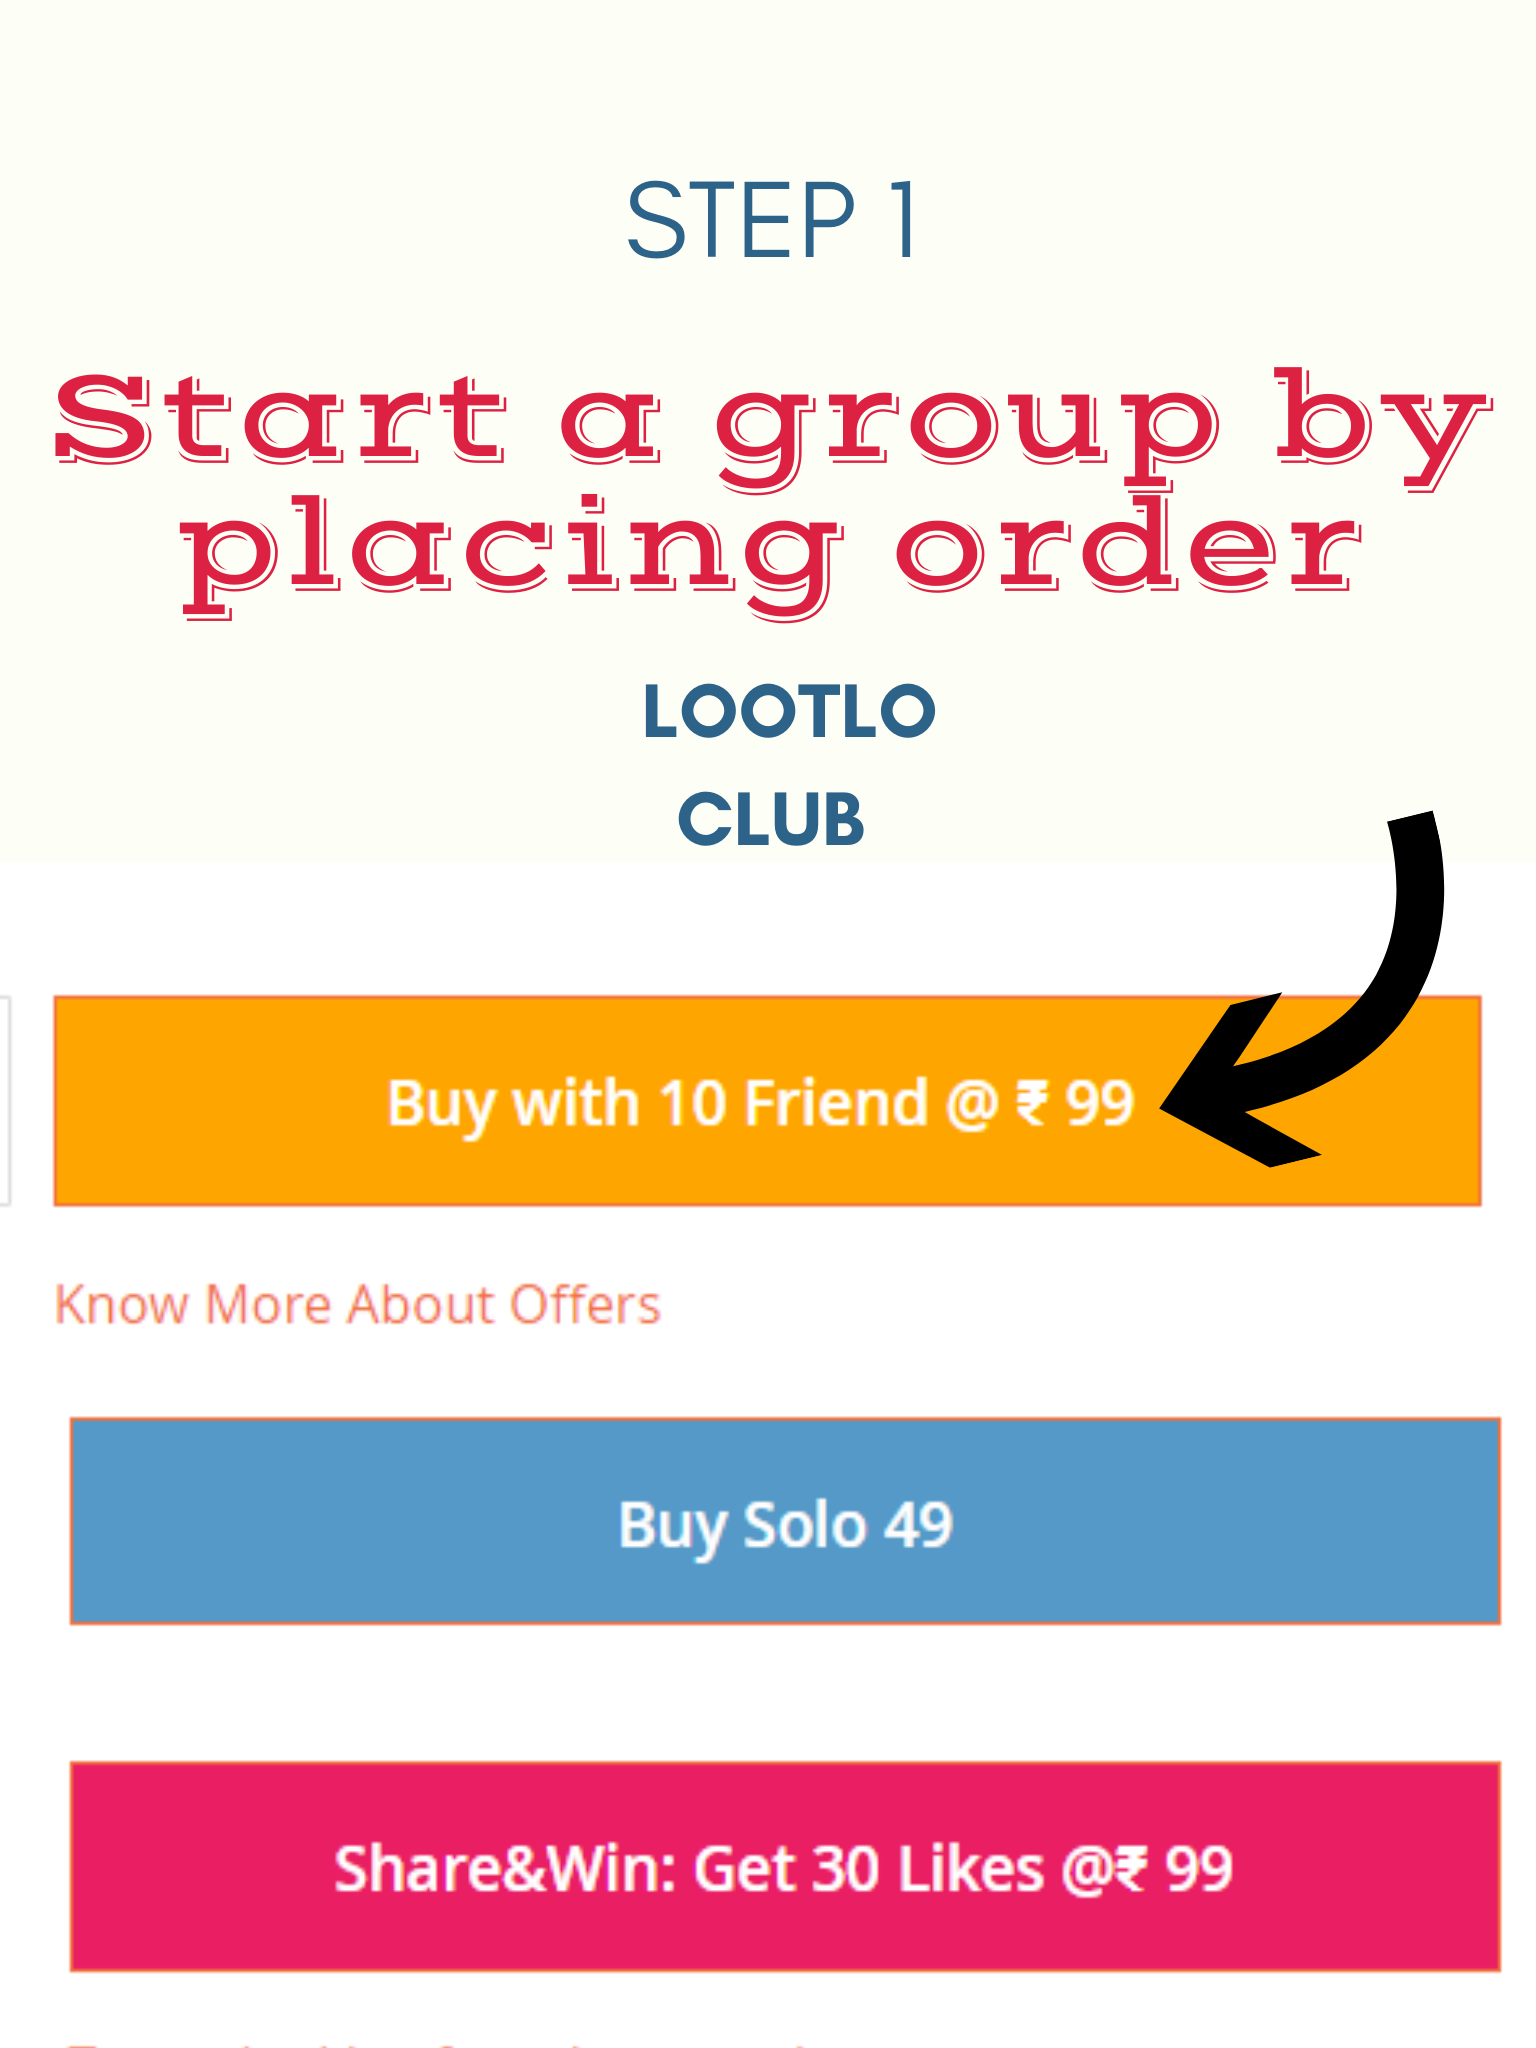 STEP 1
Start a group by
placing order
LOOTLO
CLUB
Buy with 10 Friend @ ₹ 99
Know More About Offers
Buy Solo 49
Share&Win: Get 30 Likes @₹ 99